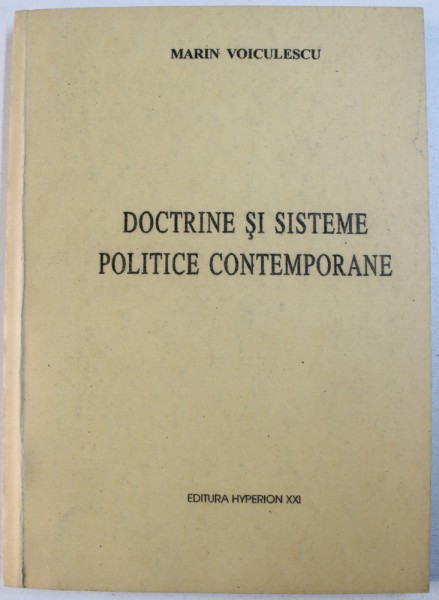 MARIN VOICULESCU
DOCTRINE ŞI SISTEME
POLITICE CONTEMPORANE
EDITURA HYPERION XXI